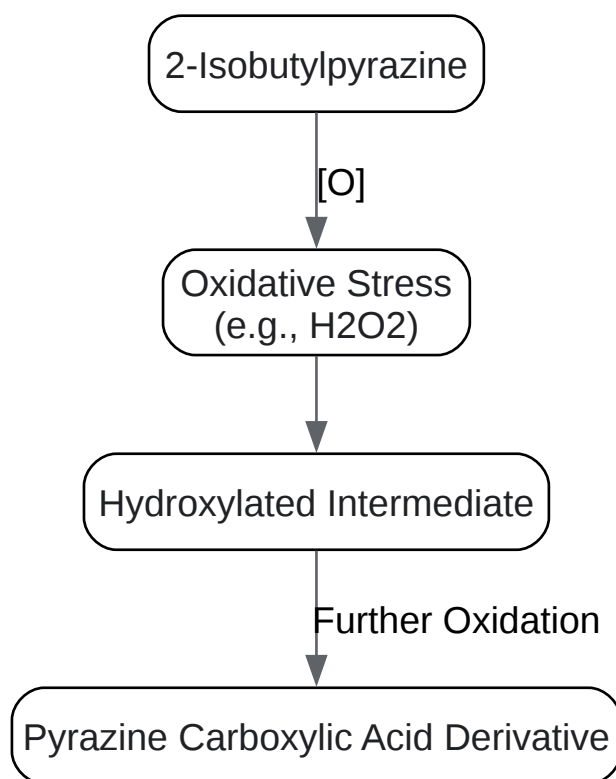 2-Isobutylpyrazine
[O]
Oxidative Stress
(e.g., H2O2)
Hydroxylated Intermediate
Further Oxidation
Pyrazine Carboxylic Acid Derivative